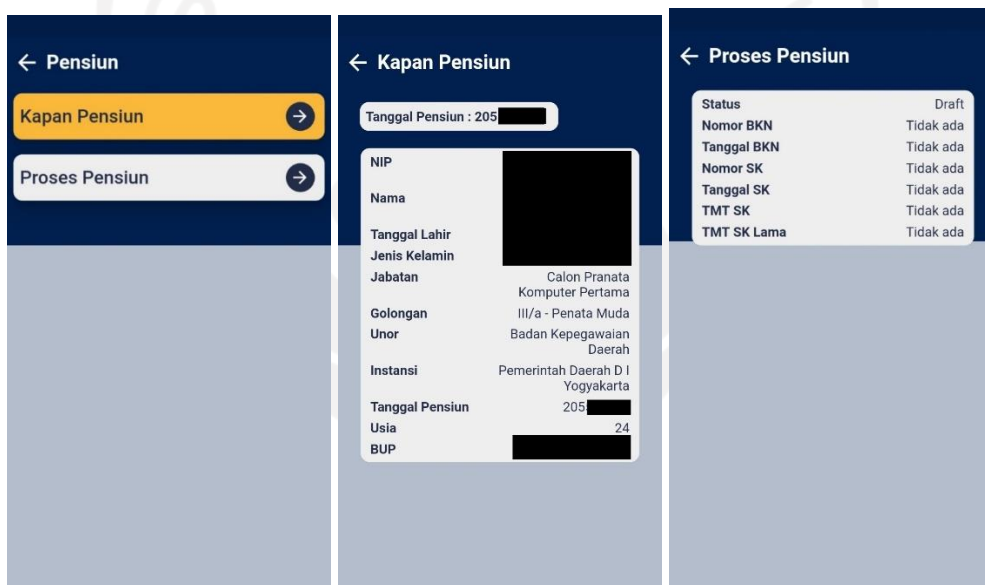 ← Pensiun
Kapan Pensiun
Proses Pensiun
← Kapan Pensiun
Tanggal Pensiun : 205
NIP
Nama
Tanggal Lahir
Jenis Kelamin
Jabatan Calon Pranata
Komputer Pertama
Golongan III/a - Penata Muda
Unor Badan Kepegawaian
Daerah
Instansi Pemerintah Daerah D I
Yogyakarta
Tanggal Pensiun 205
Usia 24
BUP
← Proses Pensiun
Status Draft
Nomor BKN Tidak ada
Tanggal BKN Tidak ada
Nomor SK Tidak ada
Tanggal SK Tidak ada
TMT SK Tidak ada
TMT SK Lama Tidak ada